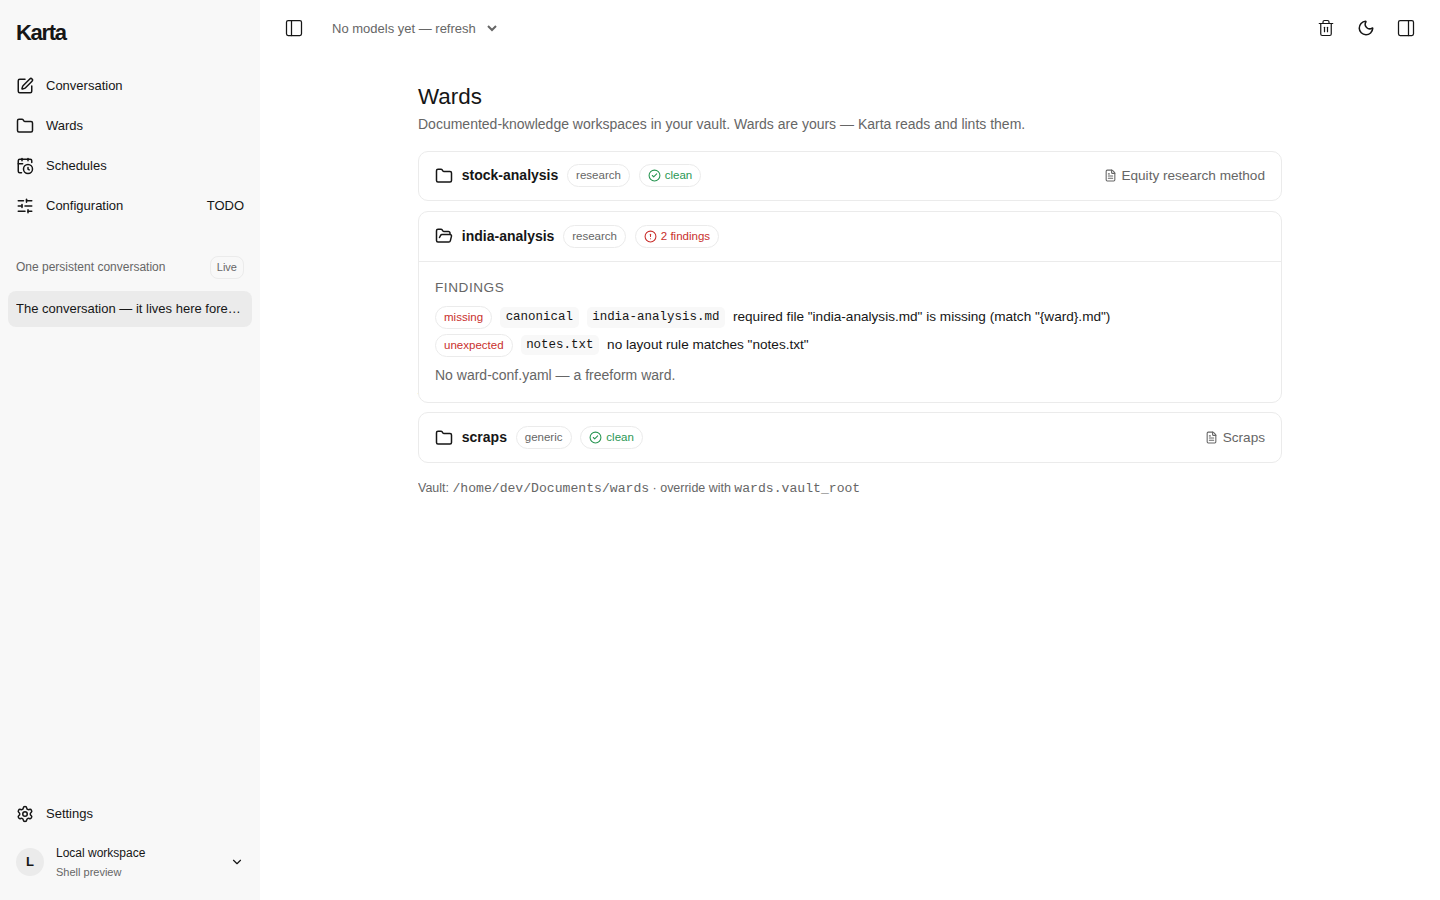 Karta
Conversation
Wards
Schedules
Configuration TODO
One persistent conversation Live
The conversation — it lives here fore…
Settings
L
Local workspace
Shell preview
No models yet — refresh
Wards
Documented-knowledge workspaces in your vault. Wards are yours — Karta reads and lints them.
stock-analysis research clean Equity research method
india-analysis research 2 findings
FINDINGS
missing canonical india-analysis.md required file "india-analysis.md" is missing (match "{ward}.md")
unexpected notes.txt no layout rule matches "notes.txt"
No ward-conf.yaml — a freeform ward.
scraps generic clean Scraps
Vault: /home/dev/Documents/wards · override with wards.vault_root